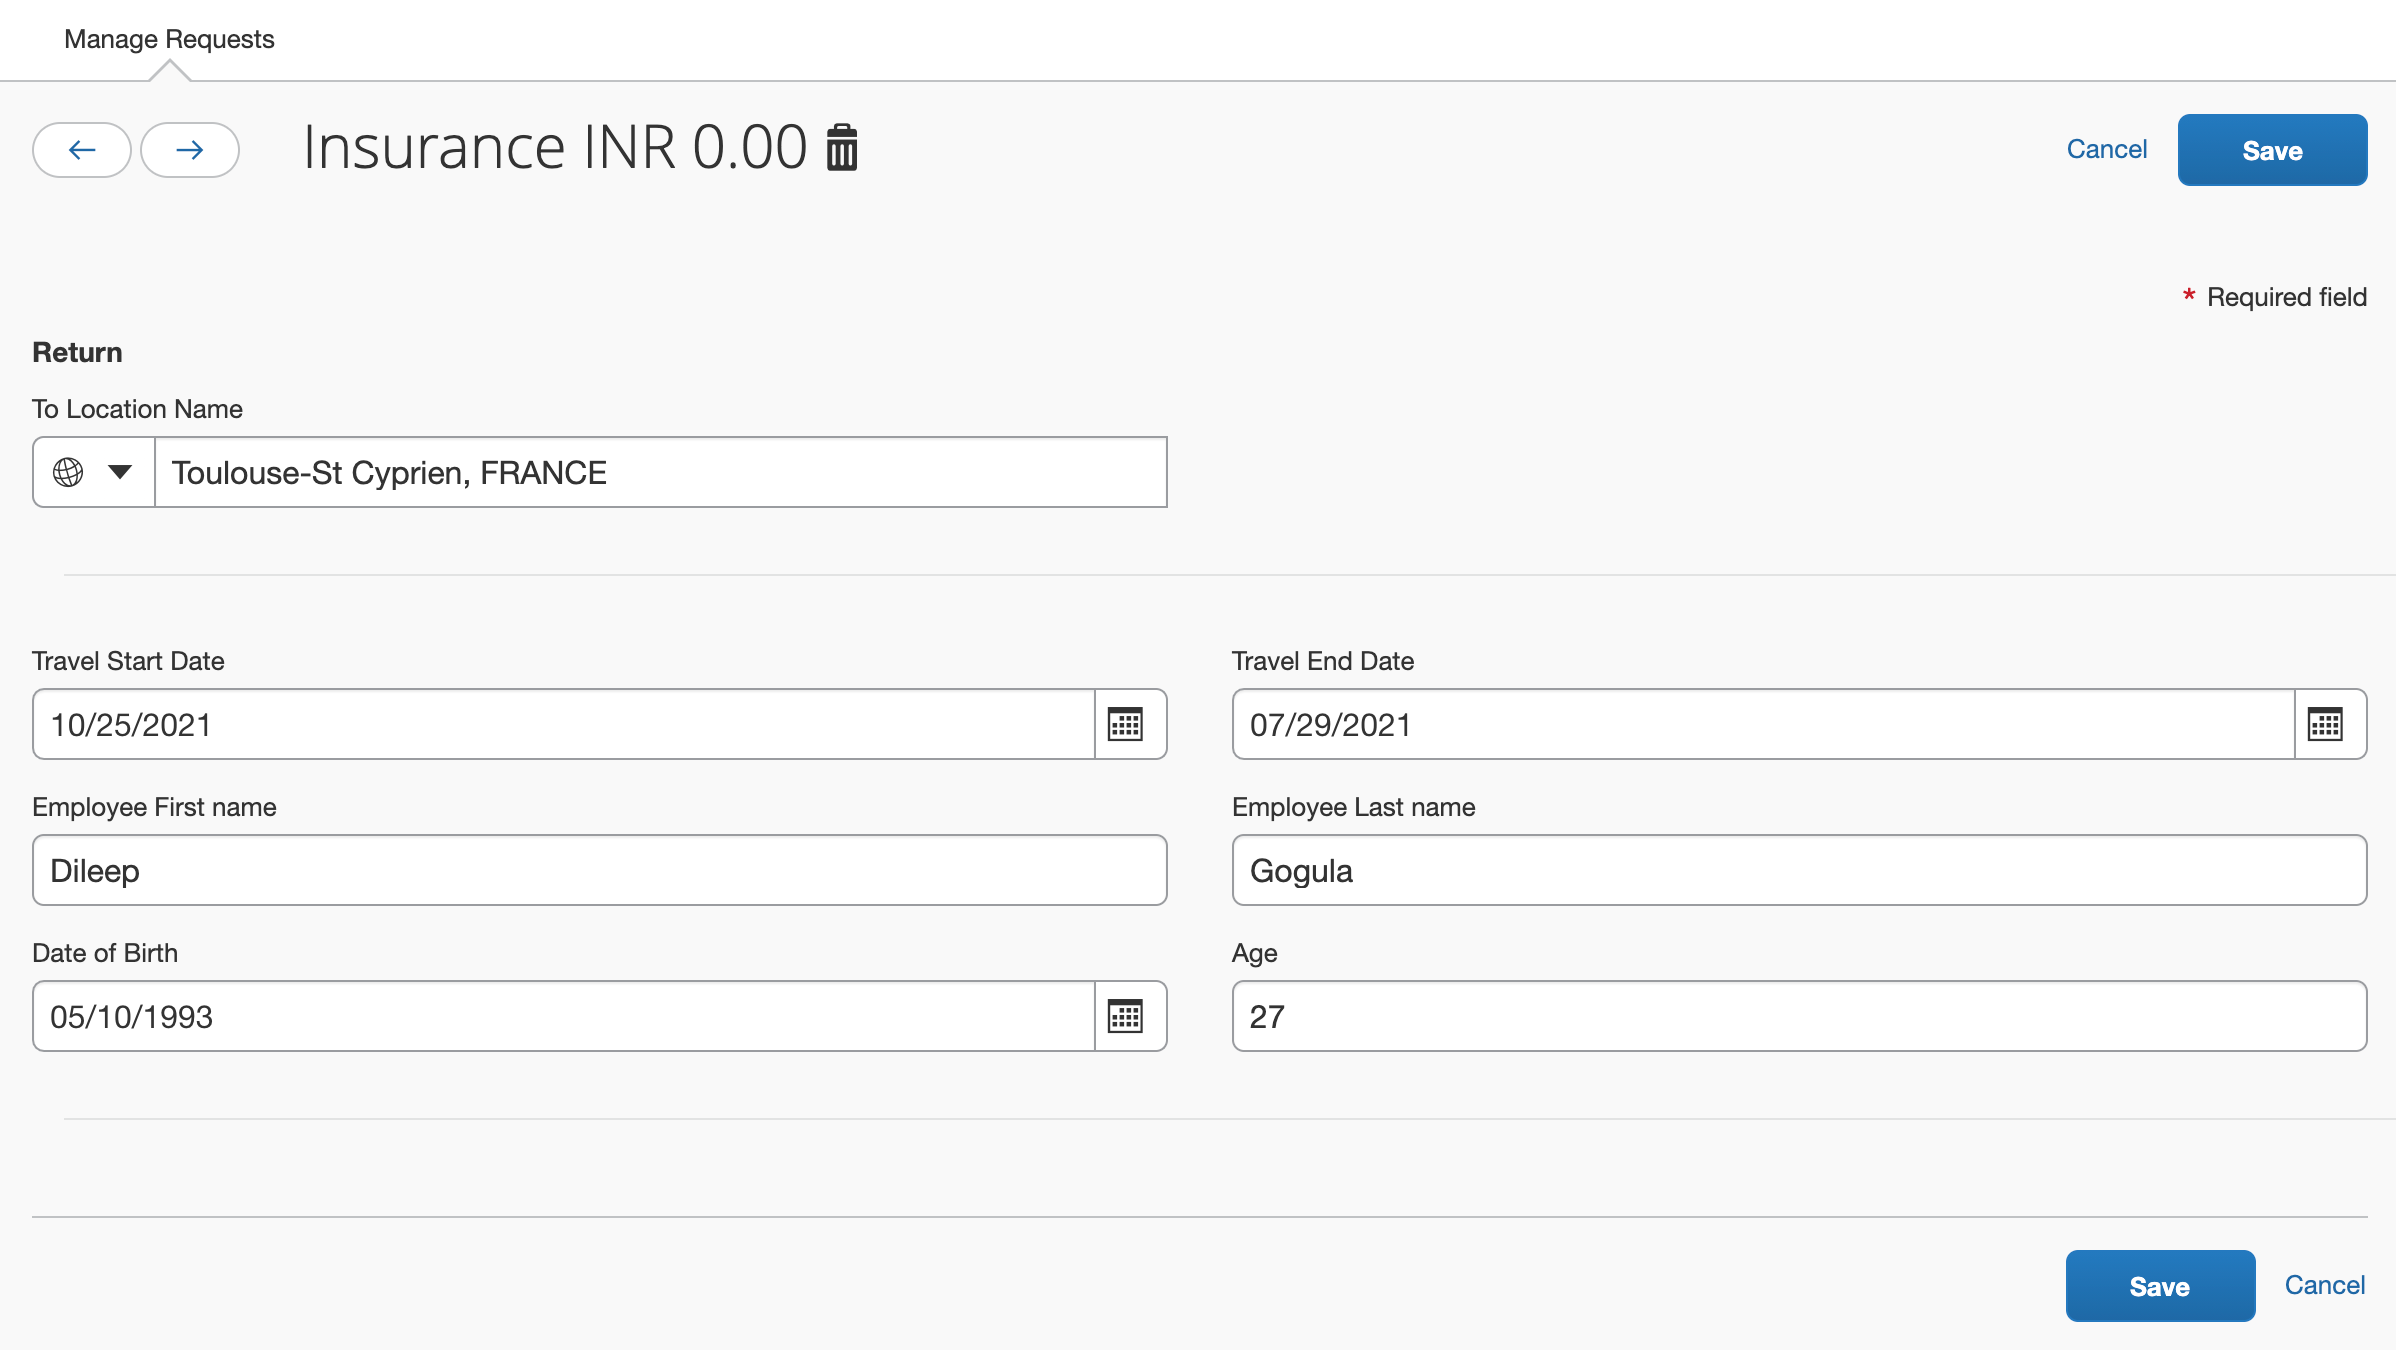 Manage Requests
Insurance INR 0.00
Cancel
Save
* Required field
Return
To Location Name
Toulouse-St Cyprien, FRANCE
Travel Start Date
Travel End Date
10/25/2021
07/29/2021
Employee First name
Employee Last name
Dileep
Gogula
Date of Birth
Age
05/10/1993
27
Save
Cancel